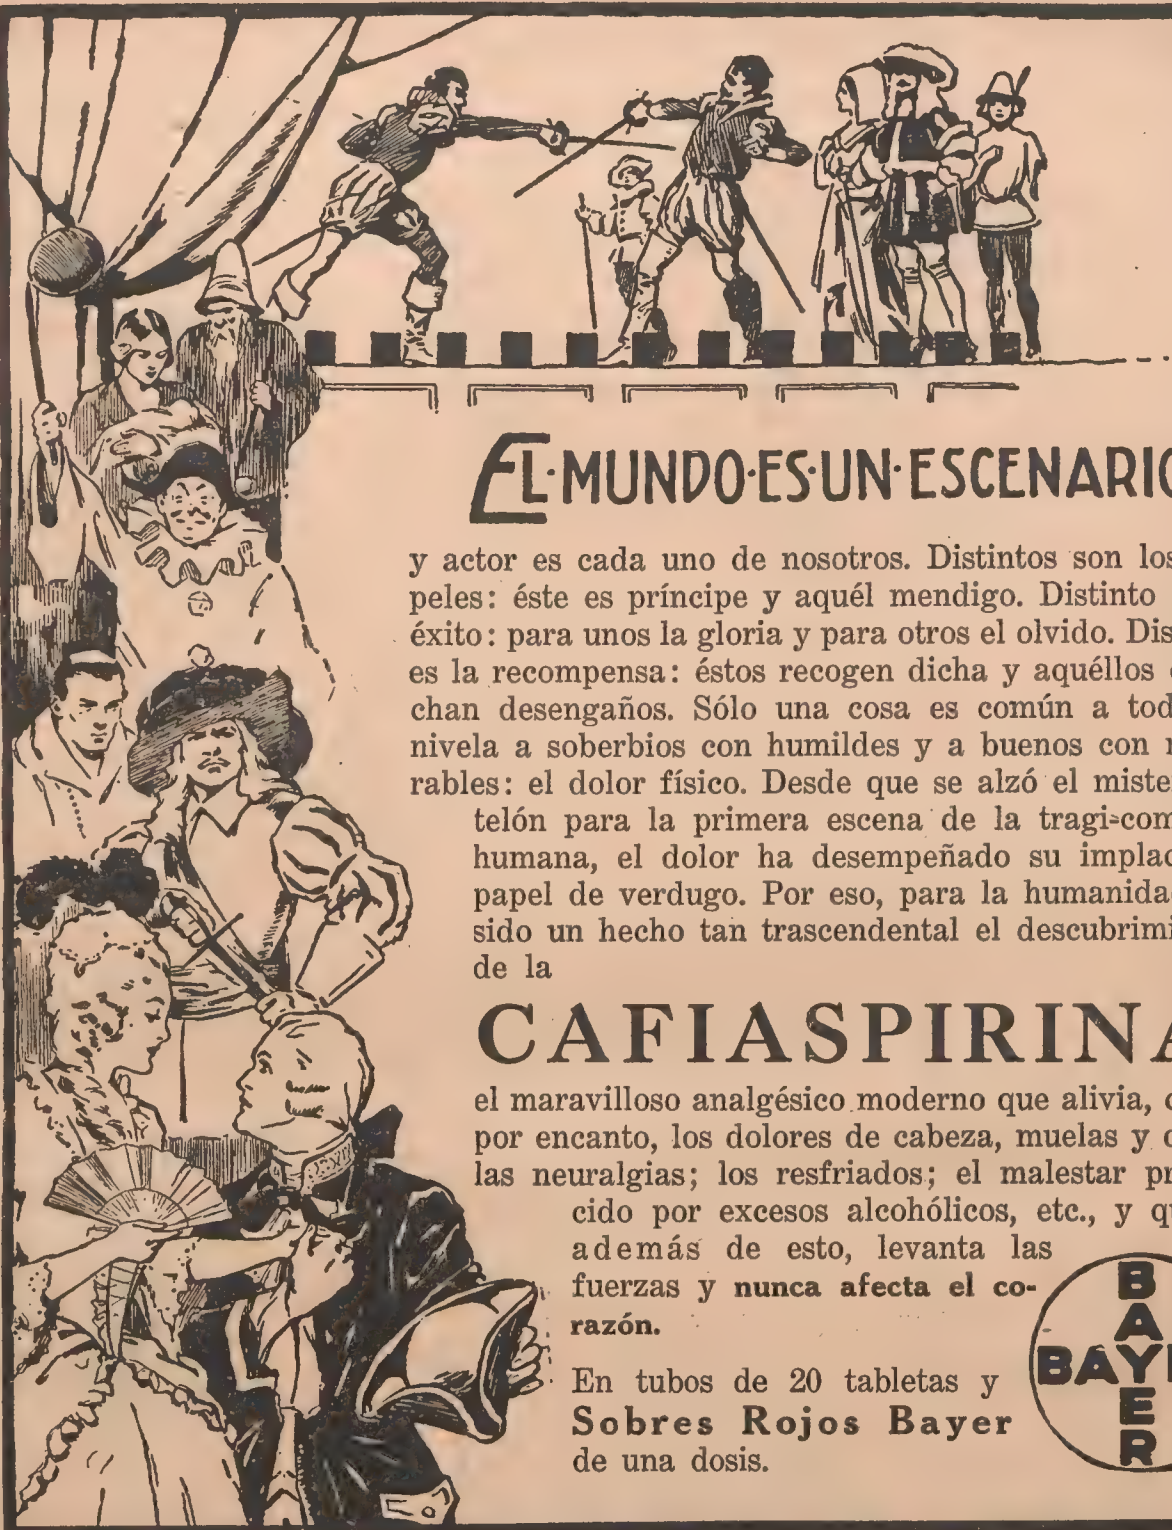 EL·MUNDO·ES·UN·ESCENARIO
y actor es cada uno de nosotros. Distintos son los
peles: éste es príncipe y aquél mendigo. Distinto
éxito: para unos la gloria y para otros el olvido. Dis
es la recompensa: éstos recogen dicha y aquéllos
chan desengaños. Sólo una cosa es común a tod
nivela a soberbios con humildes y a buenos con
rables: el dolor físico. Desde que se alzó el miste
telón para la primera escena de la tragi-com
humana, el dolor ha desempeñado su implac
papel de verdugo. Por eso, para la humanida
sido un hecho tan trascendental el descubrimi
de la
CAFIASPIRINA
el maravilloso analgésico moderno que alivia,
por encanto, los dolores de cabeza, muelas y
las neuralgias; los resfriados; el malestar pr
cido por excesos alcohólicos, etc., y qu
además de esto, levanta las
fuerzas y nunca afecta el co-
razón.
En tubos de 20 tabletas y
Sobres Rojos Bayer
de una dosis.
BAYER
BAYE